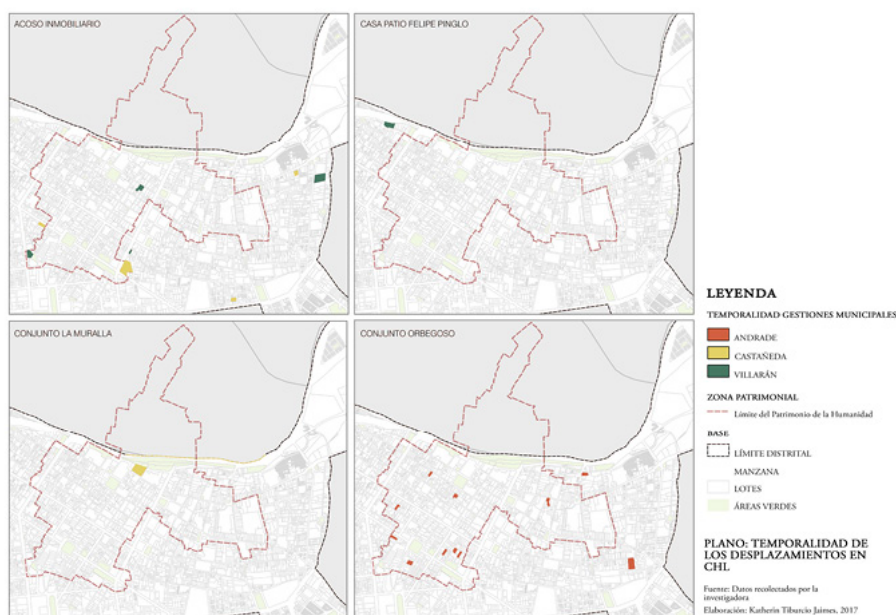 ACOSO INMOBILIARIO
CASA PATIO FELIPE PINGLO
CONJUNTO LA MURALLA
CONJUNTO ORBEGOSO
LEYENDA
TEMPORALIDAD GESTIONES MUNICIPALES
ANDRADE
CASTAÑEDA
VILLARÁN
ZONA PATRIMONIAL
Límite del Patrimonio de la Humanidad
BASE
LÍMITE DISTRITAL
MANZANA
LOTES
ÁREAS VERDES
PLANO: TEMPORALIDAD DE
LOS DESPLAZAMIENTOS EN
CHL
Fuente: Datos recolectados por la
investigadora
Elaboración: Katherin Tiburcio Jaimes, 2017